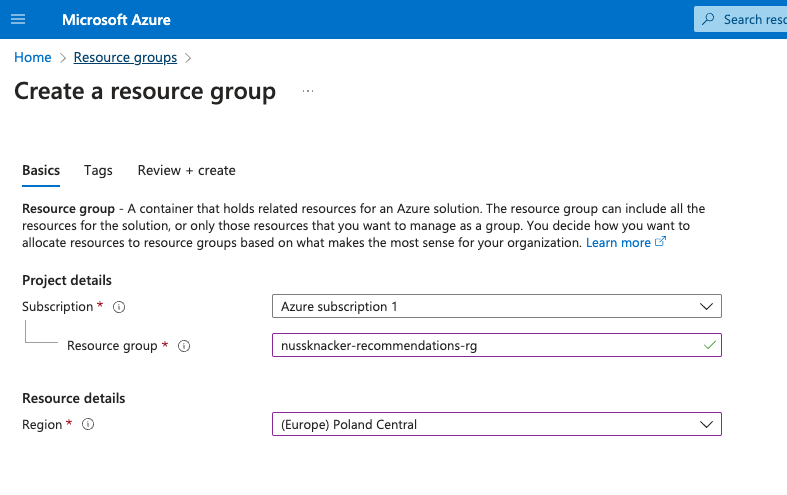 Microsoft Azure
Search
Home > Resource groups >
Create a resource group ...
Basics Tags Review + create
Resource group - A container that holds related resources for an Azure solution. The resource group can include all the
resources for the solution, or only those resources that you want to manage as a group. You decide how you want to
allocate resources to resource groups based on what makes the most sense for your organization. Learn more
Project details
Subscription * Azure subscription 1
Resource group * nussknacker-recommendations-rg
Resource details
Region * (Europe) Poland Central